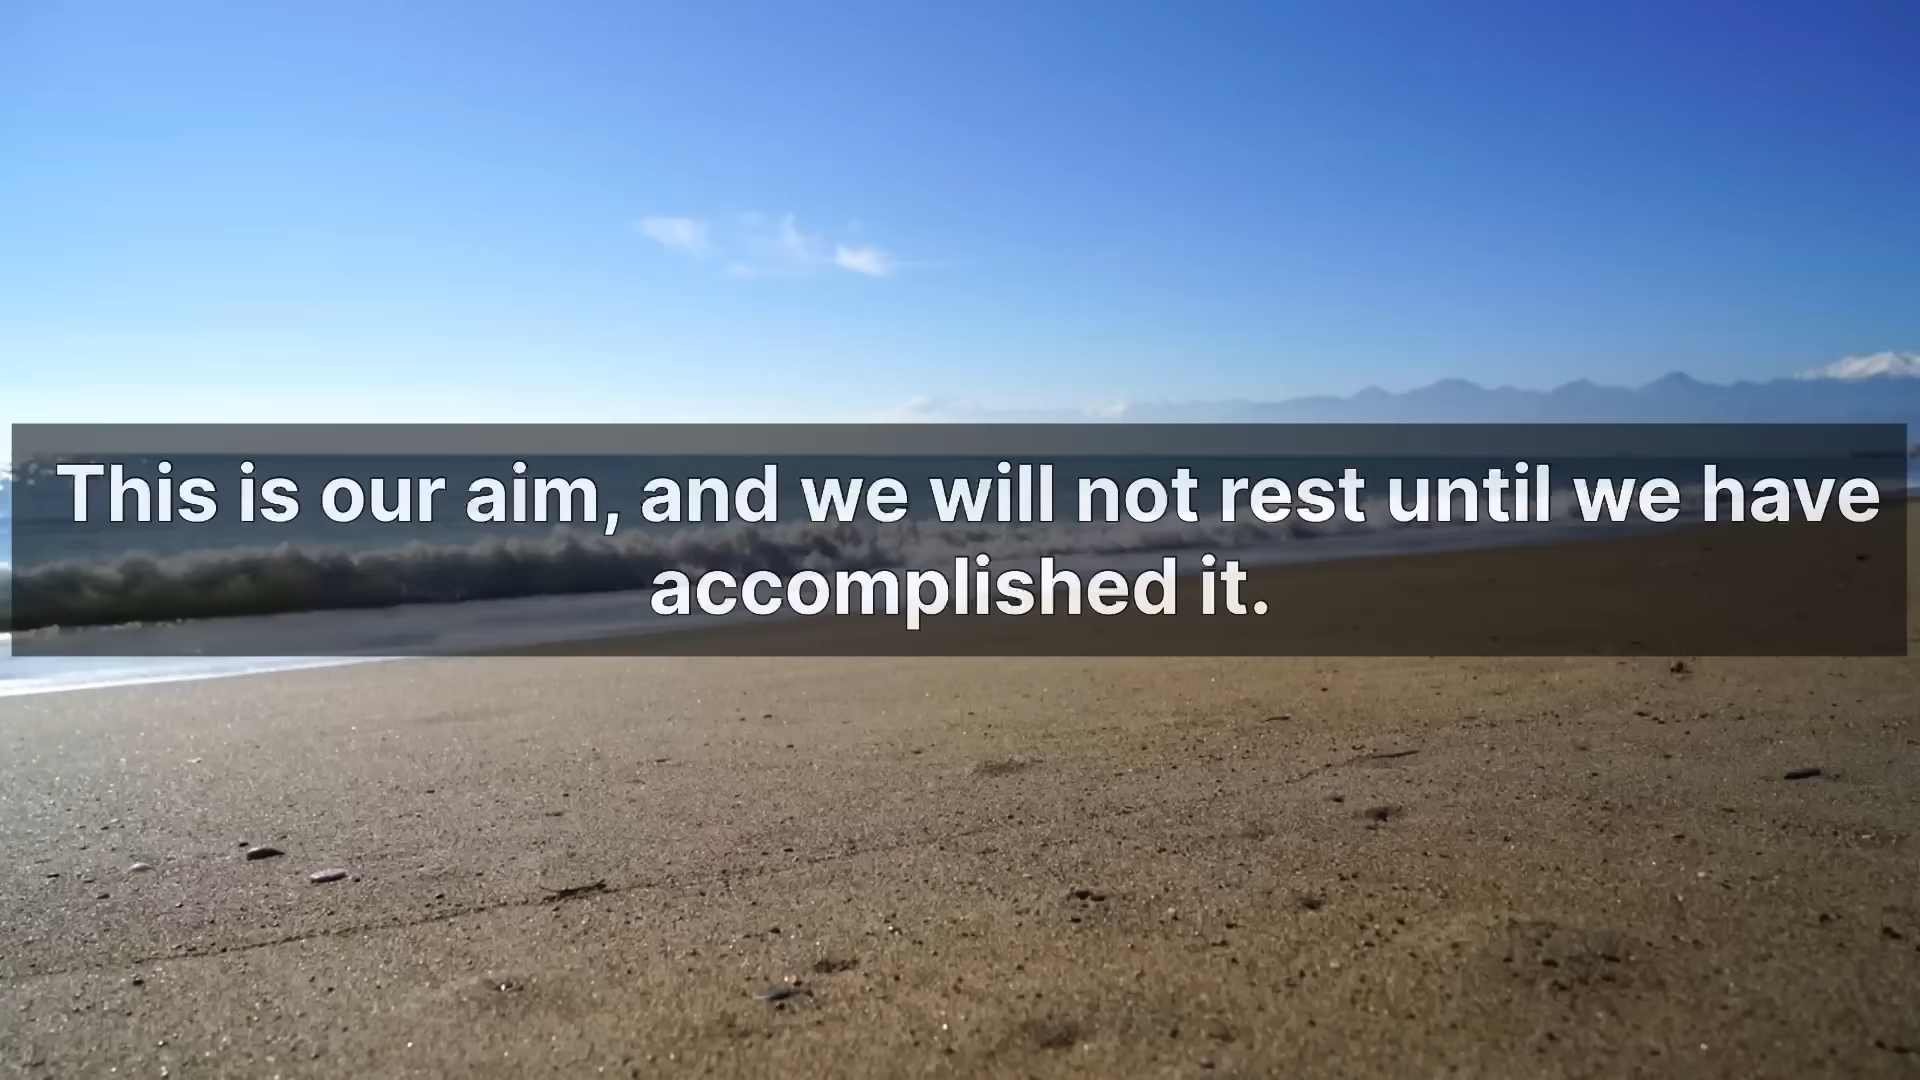 This is our aim, and we will not rest until we have
accomplished it.